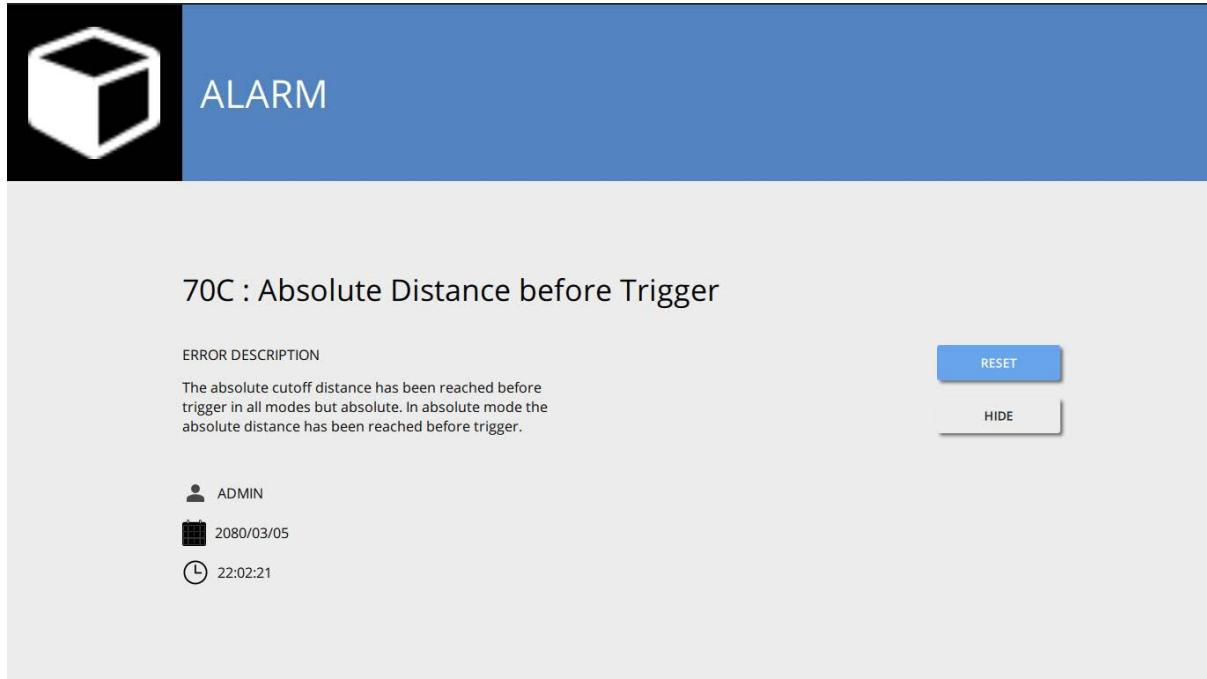 ALARM
70C : Absolute Distance before Trigger
ERROR DESCRIPTION
RESET
The absolute cutoff distance has been reached before
trigger in all modes but absolute. In absolute mode the
absolute distance has been reached before trigger.
HIDE
ADMIN
2080/03/05
22:02:21